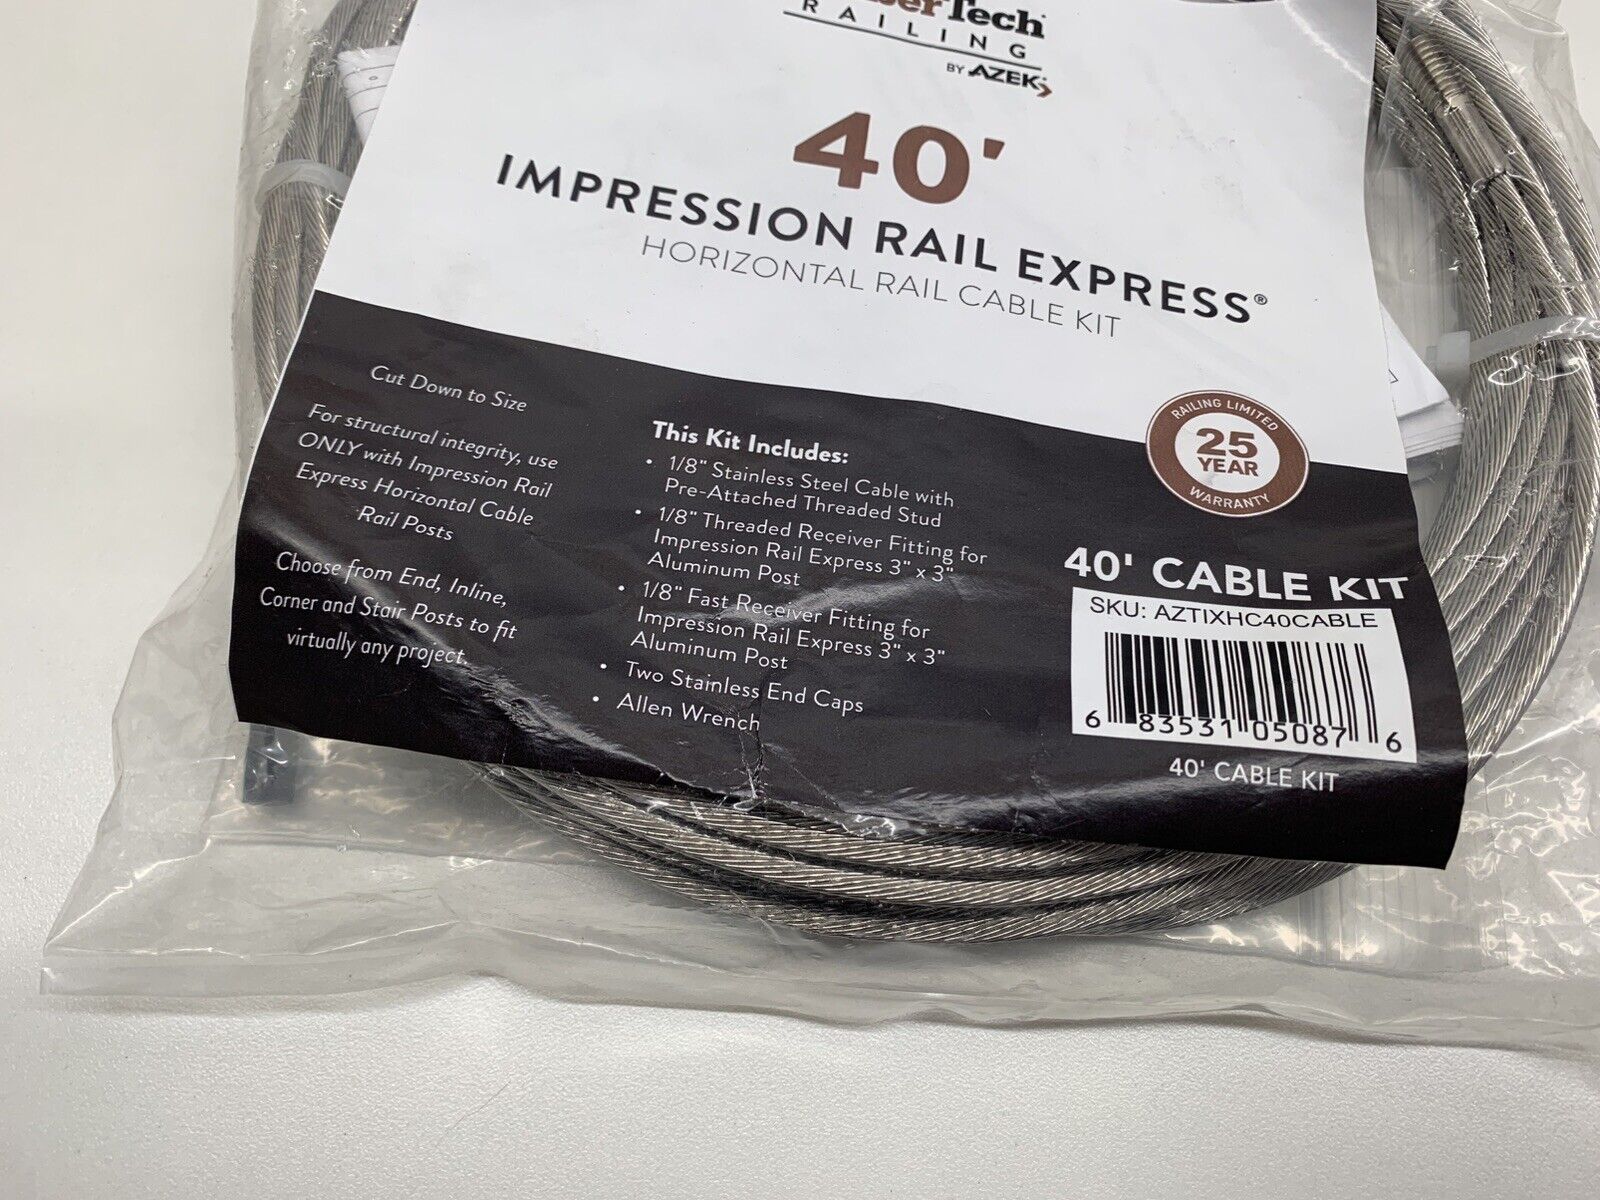 Tech
RAILING
BY AZEK
40'
IMPRESSION RAIL EXPRESS®
HORIZONTAL RAIL CABLE KIT
Cut Down to Size
For structural integrity, use
ONLY with Impression Rail
Express Horizontal Cable
Rail Posts
Choose from End, Inline,
Corner and Stair Posts to fit
virtually any project.
This Kit Includes:
• 1/8" Stainless Steel Cable with
Pre-Attached Threaded Stud
• 1/8" Threaded Receiver Fitting for
Impression Rail Express 3" x 3"
Aluminum Post
• 1/8" Fast Receiver Fitting for
Impression Rail Express 3" x 3"
Aluminum Post
• Two Stainless End Caps
• Allen Wrench
RAILING LIMITED
25
YEAR
WARRANTY
40' CABLE KIT
SKU: AZTIXHC40CABLE
6 83531 05087 6
40' CABLE KIT